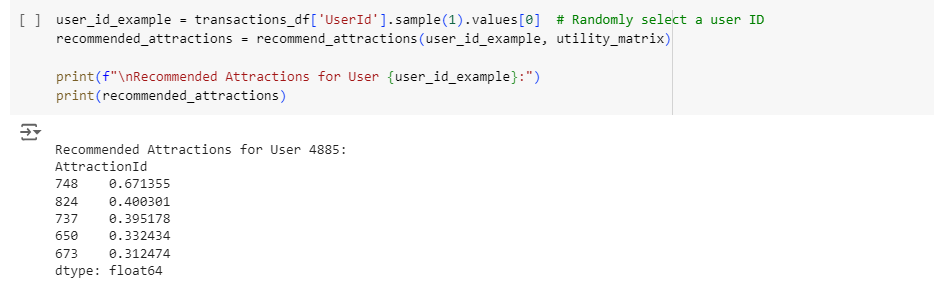 [ ] user_id_example = transactions_df['UserId'].sample(1).values[0]  # Randomly select a user ID
recommended_attractions = recommend_attractions(user_id_example, utility_matrix)
print(f"\nRecommended Attractions for User {user_id_example}:")
print(recommended_attractions)
Recommended Attractions for User 4885:
AttractionId
748    0.671355
824    0.400301
737    0.395178
650    0.332434
673    0.312474
dtype: float64